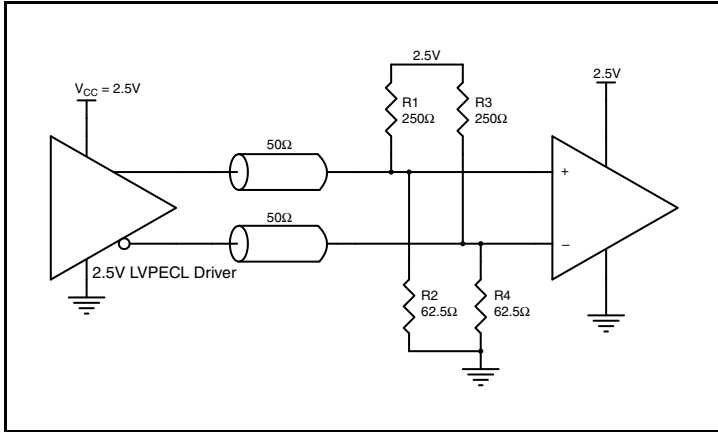 2.5V
V_CC = 2.5V
2.5V
R1
250Ω
R3
250Ω
50Ω
+
50Ω
−
2.5V LVPECL Driver
R2
62.5Ω
R4
62.5Ω